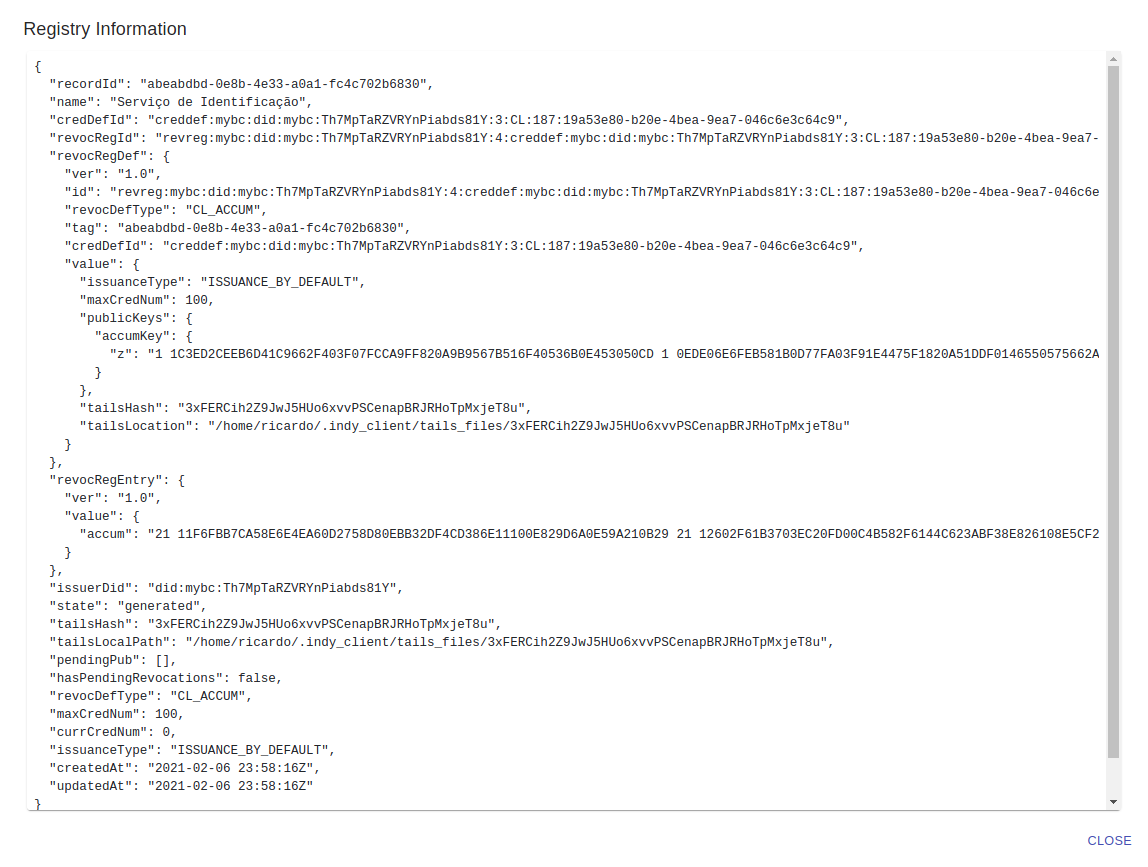 Registry Information
{
  "recordId": "abeabdbd-0e8b-4e33-a0a1-fc4c702b6830",
  "name": "Serviço de Identificação",
  "credDefId": "creddef:mybc:did:mybc:Th7MpTaRZVRYnPiabds81Y:3:CL:187:19a53e80-b20e-4bea-9ea7-046c6e3c64c9",
  "revocRegId": "revreg:mybc:did:mybc:Th7MpTaRZVRYnPiabds81Y:4:creddef:mybc:did:mybc:Th7MpTaRZVRYnPiabds81Y:3:CL:187:19a53e80-b20e-4bea-9ea7-
  "revocRegDef": {
    "ver": "1.0",
    "id": "revreg:mybc:did:mybc:Th7MpTaRZVRYnPiabds81Y:4:creddef:mybc:did:mybc:Th7MpTaRZVRYnPiabds81Y:3:CL:187:19a53e80-b20e-4bea-9ea7-046c6e
    "revocDefType": "CL_ACCUM",
    "tag": "abeabdbd-0e8b-4e33-a0a1-fc4c702b6830",
    "credDefId": "creddef:mybc:did:mybc:Th7MpTaRZVRYnPiabds81Y:3:CL:187:19a53e80-b20e-4bea-9ea7-046c6e3c64c9",
    "value": {
      "issuanceType": "ISSUANCE_BY_DEFAULT",
      "maxCredNum": 100,
      "publicKeys": {
        "accumKey": {
          "z": "1 1C3ED2CEEB6D41C9662F403F07FCCA9FF820A9B9567B516F40536B0E453050CD 1 0EDE06E6FEB581B0D77FA03F91E4475F1820A51DDF0146550575662A
        }
      },
      "tailsHash": "3xFERCih2Z9JwJ5HUo6xvvPSCenapBRJRHoTpMxjeT8u",
      "tailsLocation": "/home/ricardo/.indy_client/tails_files/3xFERCih2Z9JwJ5HUo6xvvPSCenapBRJRHoTpMxjeT8u"
    }
  },
  "revocRegEntry": {
    "ver": "1.0",
    "value": {
      "accum": "21 11F6FBB7CA58E6E4EA60D2758D80EBB32DF4CD386E11100E829D6A0E59A210B29 21 12602F61B3703EC20FD00C4B582F6144C623ABF38E826108E5CF2
    }
  },
  "issuerDid": "did:mybc:Th7MpTaRZVRYnPiabds81Y",
  "state": "generated",
  "tailsHash": "3xFERCih2Z9JwJ5HUo6xvvPSCenapBRJRHoTpMxjeT8u",
  "tailsLocalPath": "/home/ricardo/.indy_client/tails_files/3xFERCih2Z9JwJ5HUo6xvvPSCenapBRJRHoTpMxjeT8u",
  "pendingPub": [],
  "hasPendingRevocations": false,
  "revocDefType": "CL_ACCUM",
  "maxCredNum": 100,
  "currCredNum": 0,
  "issuanceType": "ISSUANCE_BY_DEFAULT",
  "createdAt": "2021-02-06 23:58:16Z",
  "updatedAt": "2021-02-06 23:58:16Z"
}
CLOSE